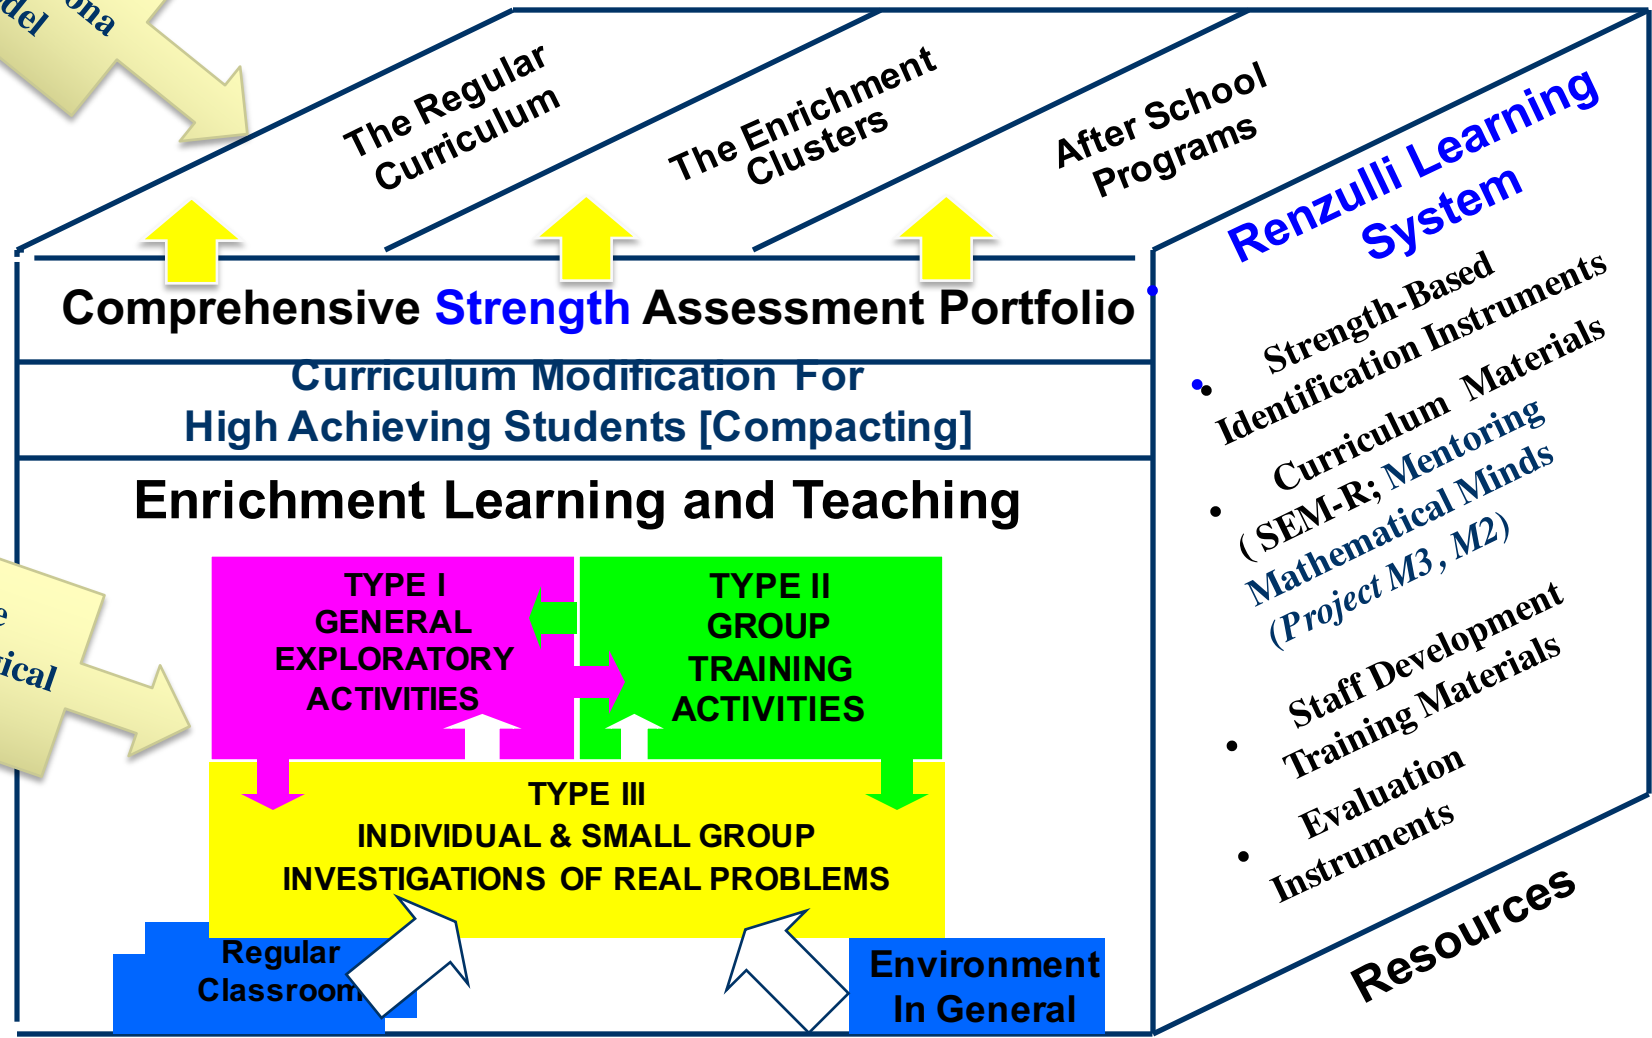 The Regular
Curriculum
The Enrichment
Clusters
After School
Programs
Comprehensive Strength Assessment Portfolio
Curriculum Modification For
High Achieving Students [Compacting]
Enrichment Learning and Teaching
TYPE I
GENERAL
EXPLORATORY
ACTIVITIES
TYPE II
GROUP
TRAINING
ACTIVITIES
TYPE III
INDIVIDUAL & SMALL GROUP
INVESTIGATIONS OF REAL PROBLEMS
Regular
Classroom
Environment
In General
Renzulli Learning
System
• Strength-Based
Identification Instruments
• Curriculum Materials
( SEM-R; Mentoring
Mathematical Minds
(Project M3 , M2)
• Staff Development
Training Materials
• Evaluation
Instruments
Resources